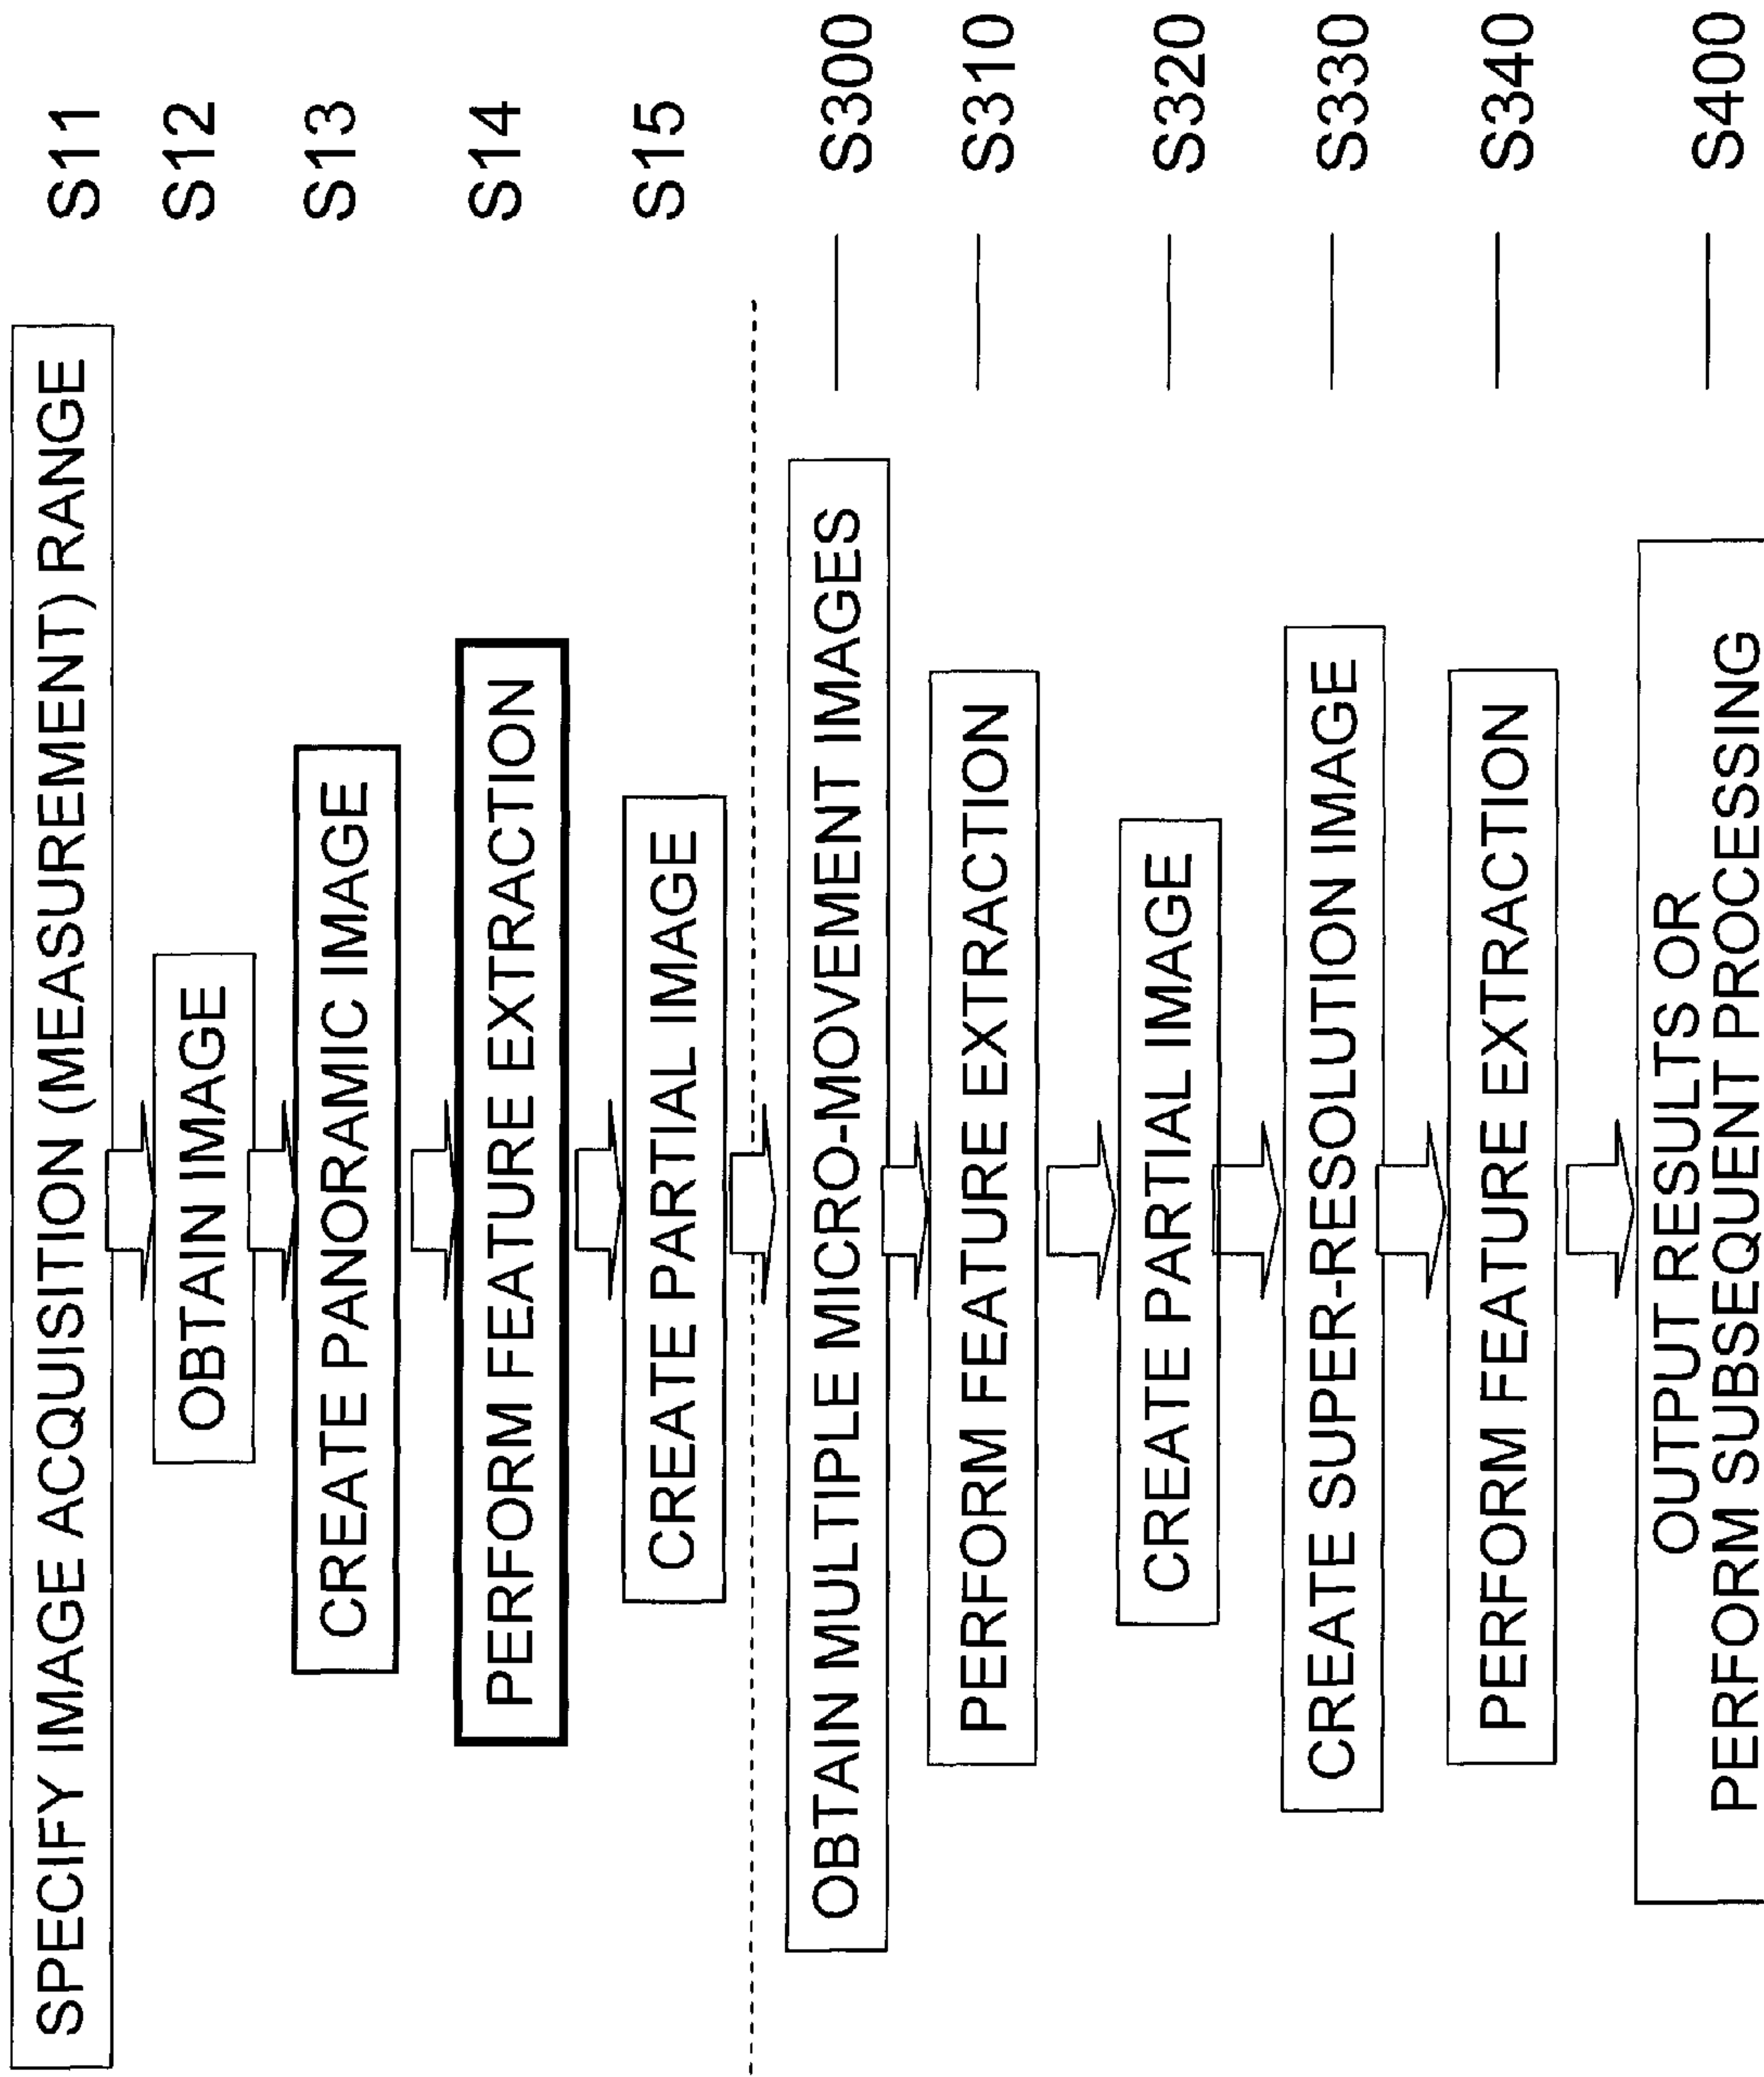 SPECIFY IMAGE ACQUISITION (MEASUREMENT) RANGE S11
OBTAIN IMAGE S12
CREATE PANORAMIC IMAGE S13
PERFORM FEATURE EXTRACTION S14
CREATE PARTIAL IMAGE S15
OBTAIN MULTIPLE MICRO-MOVEMENT IMAGES S300
PERFORM FEATURE EXTRACTION S310
CREATE PARTIAL IMAGE S320
CREATE SUPER-RESOLUTION IMAGE S330
PERFORM FEATURE EXTRACTION S340
OUTPUT RESULTS OR
PERFORM SUBSEQUENT PROCESSING S400